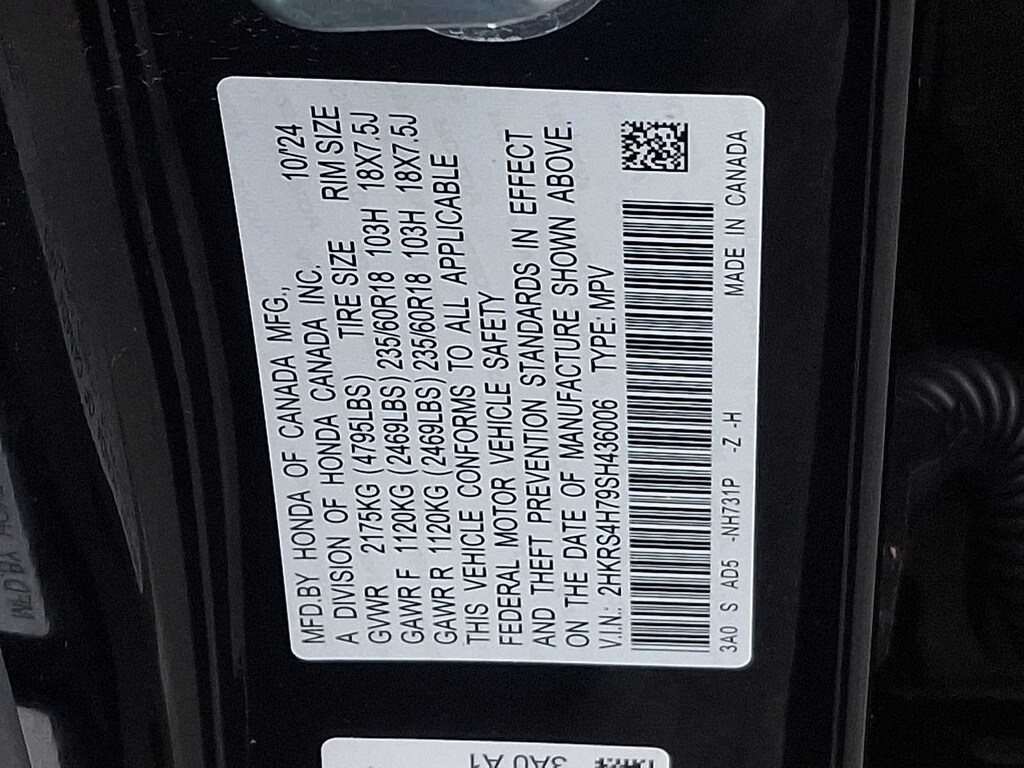 MFD.BY HONDA OF CANADA MFG., 10/'24
A DIVISION OF HONDA CANADA INC.
GVWR 2175KG (4795LBS) TIRE SIZE RIM SIZE
GAWR F 1120KG (2469LBS) 235/60R18 103H 18X7.5J
GAWR R 1120KG (2469LBS) 235/60R18 103H 18X7.5J
THIS VEHICLE CONFORMS TO ALL APPLICABLE
FEDERAL MOTOR VEHICLE SAFETY
AND THEFT PREVENTION STANDARDS IN EFFECT
ON THE DATE OF MANUFACTURE SHOWN ABOVE.
V.I.N.: 2HKRS4H79SH436006 TYPE: MPV
3A0 S AD5 -NH731P -Z -H MADE IN CANADA
3A0 A1